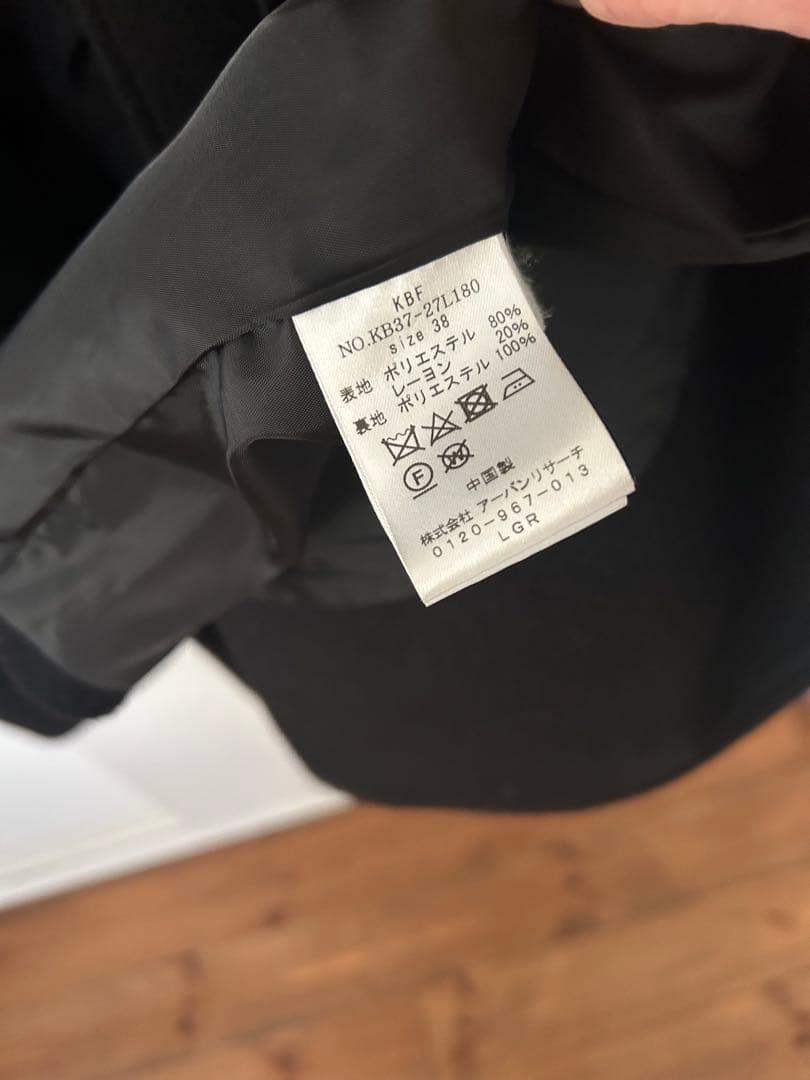 KBF
NO.KB37-27L180
size 38
表地 ポリエステル 80%
レーヨン 20%
裏地 ポリエステル 100%
F W
中国製
株式会社 アーバンリサーチ
0120-967-013
LGR